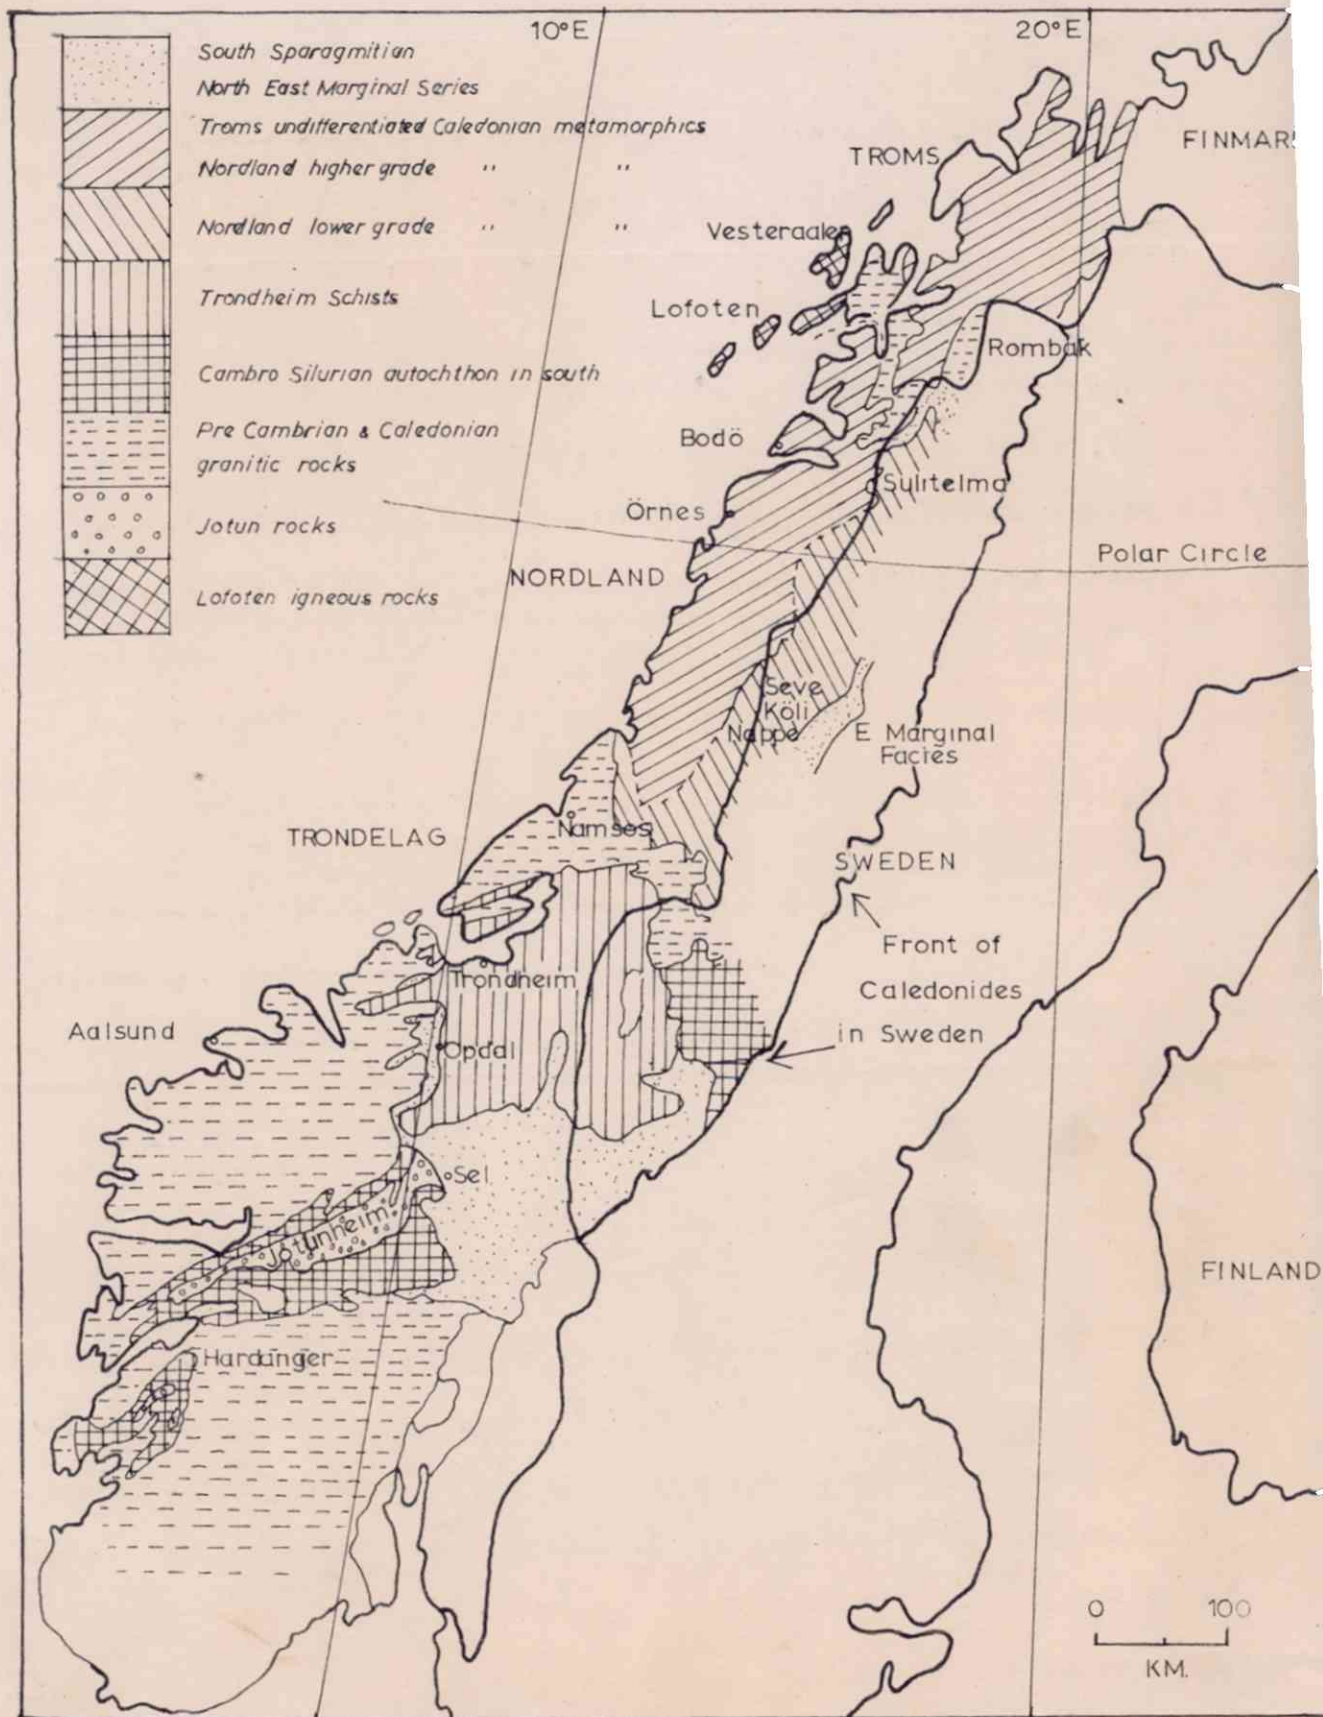 10°E
20°E
South Sparagmitian
North East Marginal Series
Troms undifferentiated Caledonian metamorphics
Nordland higher grade " "
Nordland lower grade " "
Trondheim Schists
Cambro Silurian autochthon in south
Pre Cambrian & Caledonian
granitic rocks
Jotun rocks
Lofoten igneous rocks
FINMAR
TROMS
Vesteraalen
Lofoten
Rombak
Bodö
Sulitelma
Örnes
Polar Circle
NORDLAND
Seve
Köli
Nappe
E Marginal
Facies
Namsos
TRONDELAG
SWEDEN
Front of
Caledonides
in Sweden
Trondheim
Aalsund
Opdal
Sel
Jotunheim
FINLAND
Hardanger
0 100
KM.